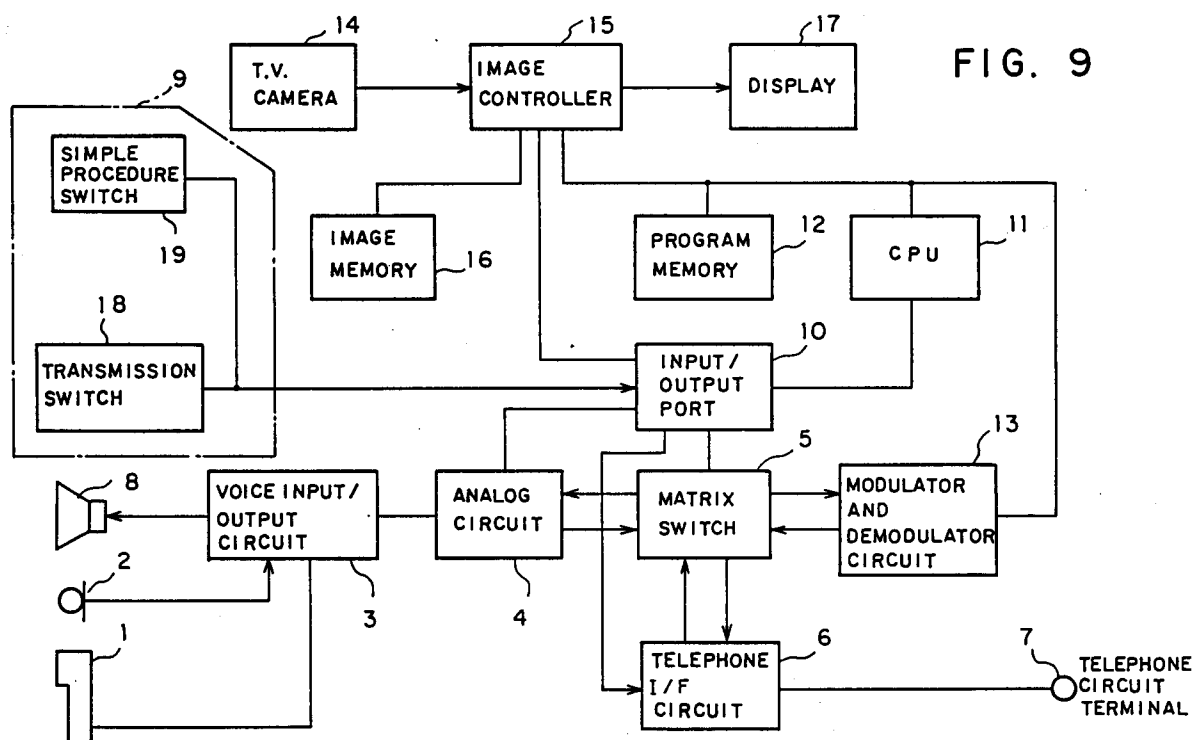 FIG. 9
14
T.V.
CAMERA
15
IMAGE
CONTROLLER
17
DISPLAY
9
SIMPLE
PROCEDURE
SWITCH
19
IMAGE
MEMORY
16
PROGRAM
MEMORY
12
CPU
11
18
TRANSMISSION
SWITCH
10
INPUT/
OUTPUT
PORT
8
VOICE INPUT/
OUTPUT
CIRCUIT
3
ANALOG
CIRCUIT
4
5
MATRIX
SWITCH
13
MODULATOR
AND
DEMODULATOR
CIRCUIT
2
1
TELEPHONE
I/F
CIRCUIT
6
7
TELEPHONE
CIRCUIT
TERMINAL